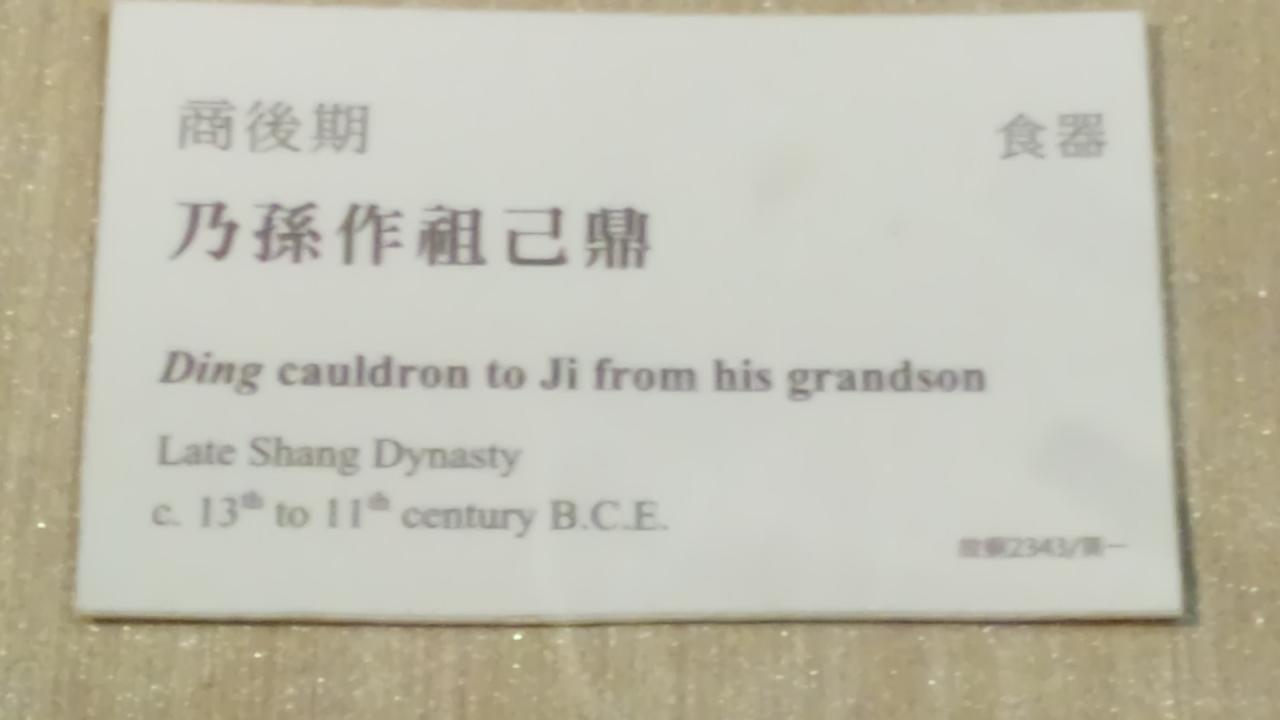 商後期 食器
乃孫作祖己鼎
Ding cauldron to Ji from his grandson
Late Shang Dynasty
c. 13th to 11th century B.C.E.
2343/